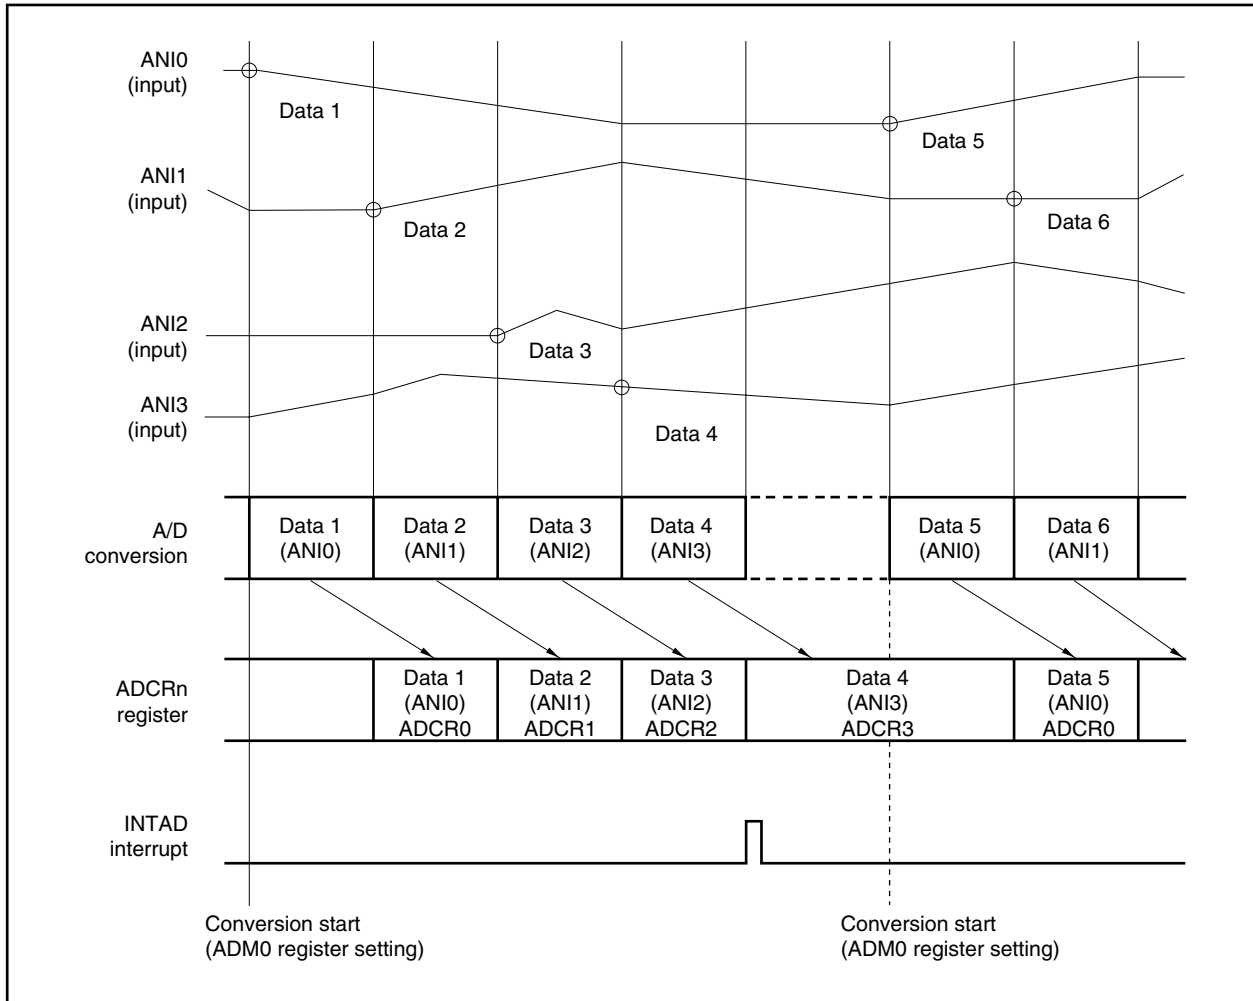 ANI0
(input)
Data 1
Data 5
ANI1
(input)
Data 2
Data 6
ANI2
(input)
Data 3
ANI3
(input)
Data 4
A/D
conversion
Data 1
(ANI0)
Data 2
(ANI1)
Data 3
(ANI2)
Data 4
(ANI3)
Data 5
(ANI0)
Data 6
(ANI1)
ADCRn
register
Data 1
(ANI0)
ADCR0
Data 2
(ANI1)
ADCR1
Data 3
(ANI2)
ADCR2
Data 4
(ANI3)
ADCR3
Data 5
(ANI0)
ADCR0
INTAD
interrupt
Conversion start
(ADM0 register setting)
Conversion start
(ADM0 register setting)